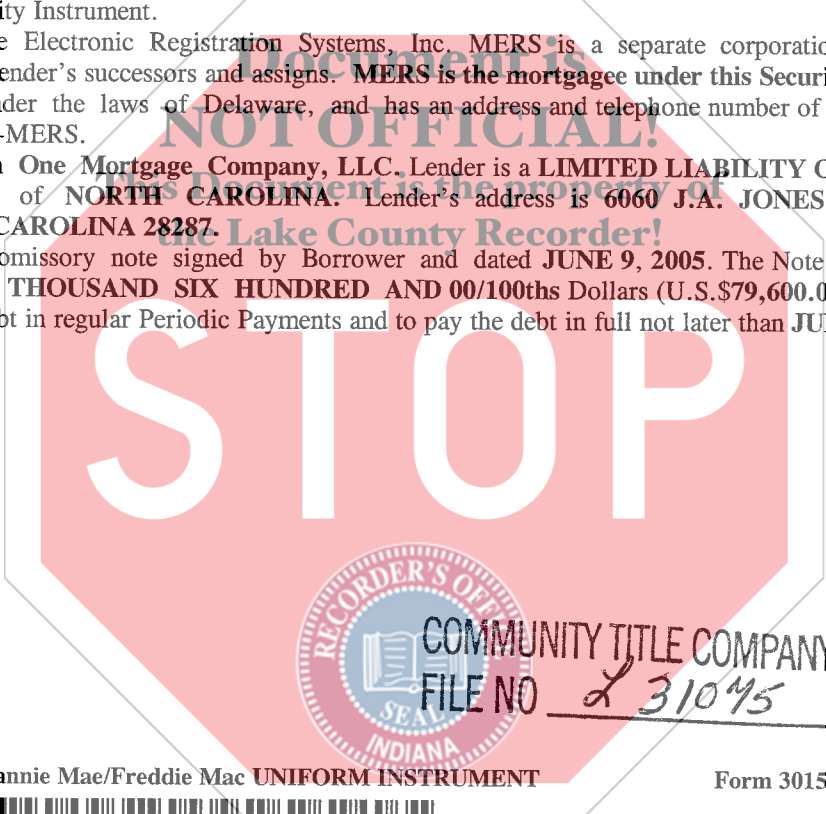 ity Instrument.
e Electronic Registration Systems, Inc. MERS is a separate corporatio
ender's successors and assigns. MERS is the mortgagee under this Securi
der the laws of Delaware, and has an address and telephone number of
-MERS.
One Mortgage Company, LLC. Lender is a LIMITED LIABILITY C
of NORTH CAROLINA. Lender's address is 6060 J.A. JONES
CAROLINA 28287.
omissory note signed by Borrower and dated JUNE 9, 2005. The Note
THOUSAND SIX HUNDRED AND 00/100ths Dollars (U.S.$79,600.0
bt in regular Periodic Payments and to pay the debt in full not later than JU
Document is
NOT OFFICIAL!
This Document is the property of
the Lake County Recorder!
STOP
RECORDER'S OFFICE
SEAL
INDIANA
COMMUNITY TITLE COMPANY
FILE NO L 31075
annie Mae/Freddie Mac UNIFORM INSTRUMENT
Form 3015